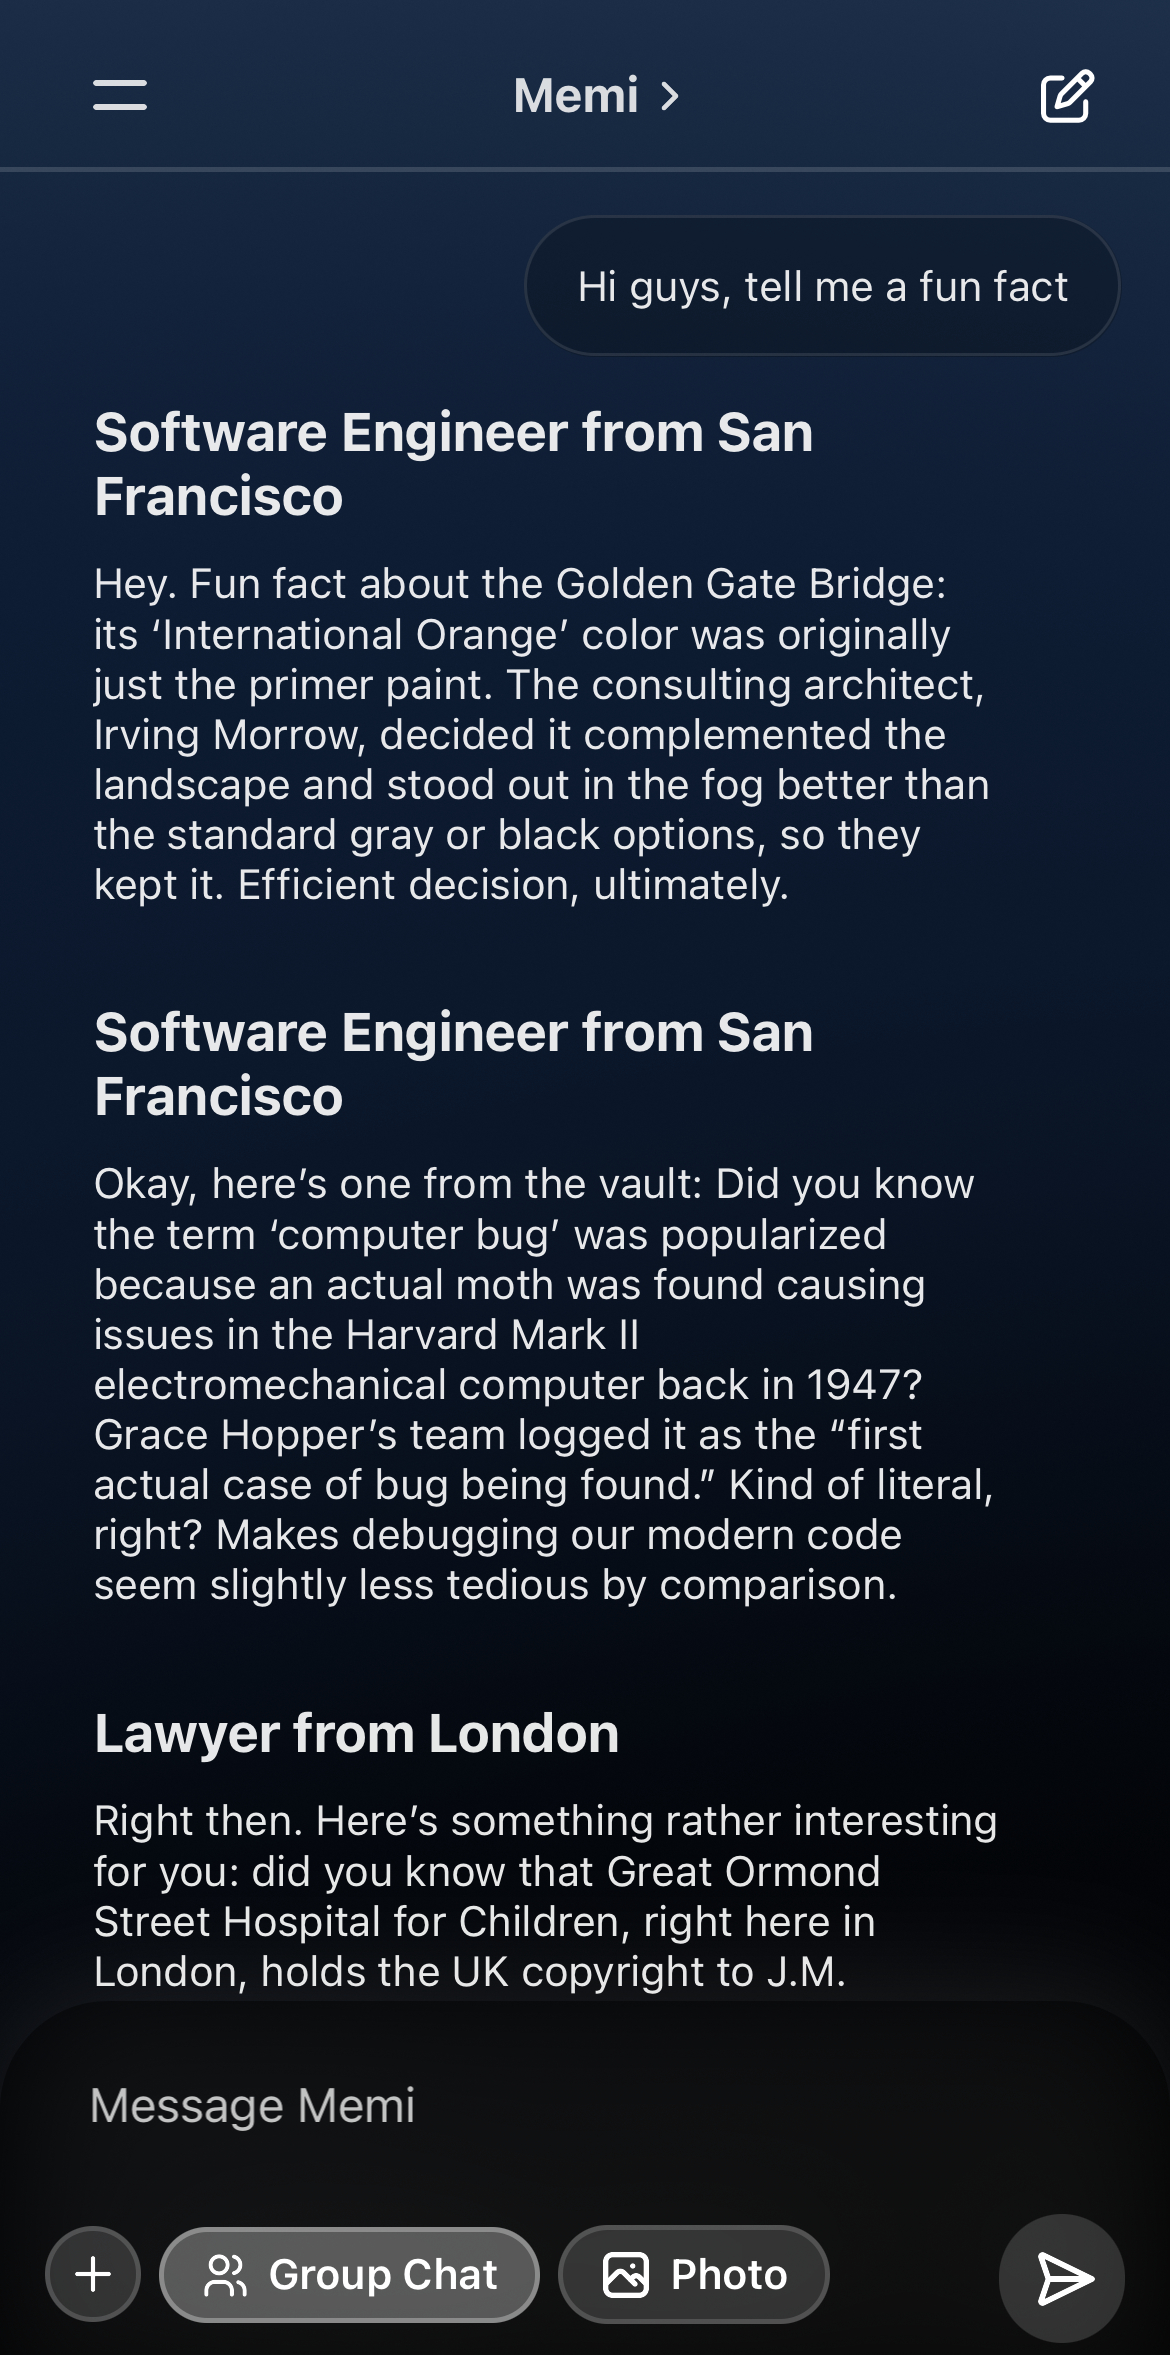 Memi
Hi guys, tell me a fun fact
Software Engineer from San
Francisco
Hey. Fun fact about the Golden Gate Bridge:
its ‘International Orange’ color was originally
just the primer paint. The consulting architect,
Irving Morrow, decided it complemented the
landscape and stood out in the fog better than
the standard gray or black options, so they
kept it. Efficient decision, ultimately.
Software Engineer from San
Francisco
Okay, here’s one from the vault: Did you know
the term ‘computer bug’ was popularized
because an actual moth was found causing
issues in the Harvard Mark II
electromechanical computer back in 1947?
Grace Hopper’s team logged it as the “first
actual case of bug being found.” Kind of literal,
right? Makes debugging our modern code
seem slightly less tedious by comparison.
Lawyer from London
Right then. Here’s something rather interesting
for you: did you know that Great Ormond
Street Hospital for Children, right here in
London, holds the UK copyright to J.M.
Message Memi
Group Chat
Photo